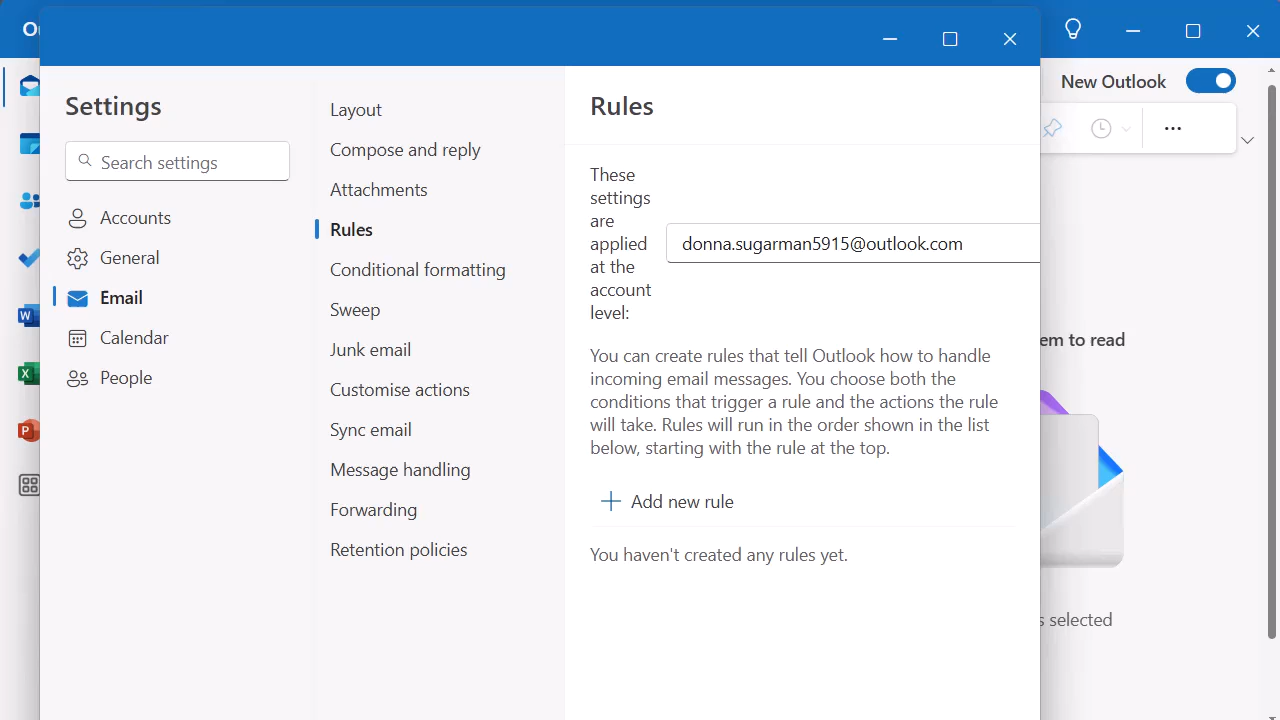 New Outlook
Settings
Search settings
Accounts
General
Email
Calendar
People
Layout
Compose and reply
Attachments
Rules
Conditional formatting
Sweep
Junk email
Customise actions
Sync email
Message handling
Forwarding
Retention policies
Rules
These
settings
are
applied
at the
account
level:
donna.sugarman5915@outlook.com
You can create rules that tell Outlook how to handle
incoming email messages. You choose both the
conditions that trigger a rule and the actions the rule
will take. Rules will run in the order shown in the list
below, starting with the rule at the top.
Add new rule
You haven't created any rules yet.
to read
selected